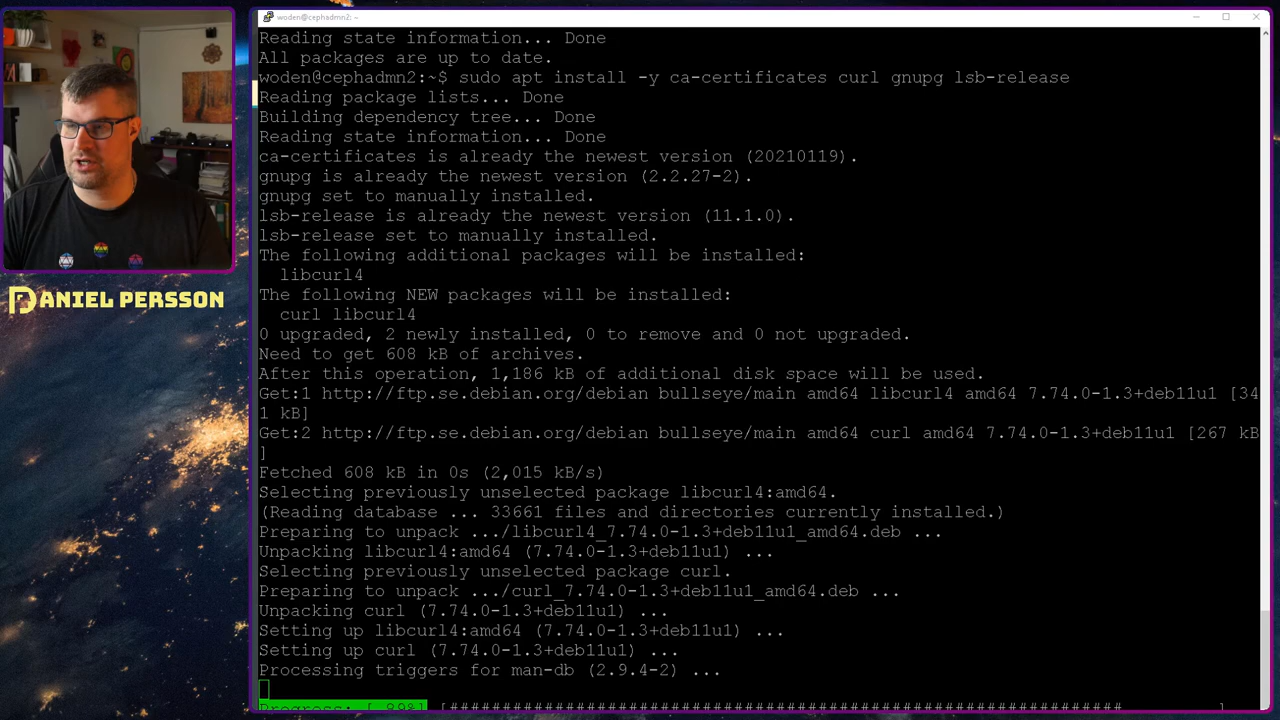 woden@cephadmn2: ~
Reading state information... Done
All packages are up to date.
woden@cephadmn2:~$ sudo apt install -y ca-certificates curl gnupg lsb-release
Reading package lists... Done
Building dependency tree... Done
Reading state information... Done
ca-certificates is already the newest version (20210119).
gnupg is already the newest version (2.2.27-2).
gnupg set to manually installed.
lsb-release is already the newest version (11.1.0).
lsb-release set to manually installed.
The following additional packages will be installed:
libcurl4
The following NEW packages will be installed:
curl libcurl4
0 upgraded, 2 newly installed, 0 to remove and 0 not upgraded.
Need to get 608 kB of archives.
After this operation, 1,186 kB of additional disk space will be used.
Get:1 http://ftp.se.debian.org/debian bullseye/main amd64 libcurl4 amd64 7.74.0-1.3+deb11u1 [34
1 kB]
Get:2 http://ftp.se.debian.org/debian bullseye/main amd64 curl amd64 7.74.0-1.3+deb11u1 [267 kB
]
Fetched 608 kB in 0s (2,015 kB/s)
Selecting previously unselected package libcurl4:amd64.
(Reading database ... 33661 files and directories currently installed.)
Preparing to unpack .../libcurl4_7.74.0-1.3+deb11u1_amd64.deb ...
Unpacking libcurl4:amd64 (7.74.0-1.3+deb11u1) ...
Selecting previously unselected package curl.
Preparing to unpack .../curl_7.74.0-1.3+deb11u1_amd64.deb ...
Unpacking curl (7.74.0-1.3+deb11u1) ...
Setting up libcurl4:amd64 (7.74.0-1.3+deb11u1) ...
Setting up curl (7.74.0-1.3+deb11u1) ...
Processing triggers for man-db (2.9.4-2) ...
Progress: [ 89%] [################################################################ ]
DANIEL PERSSON